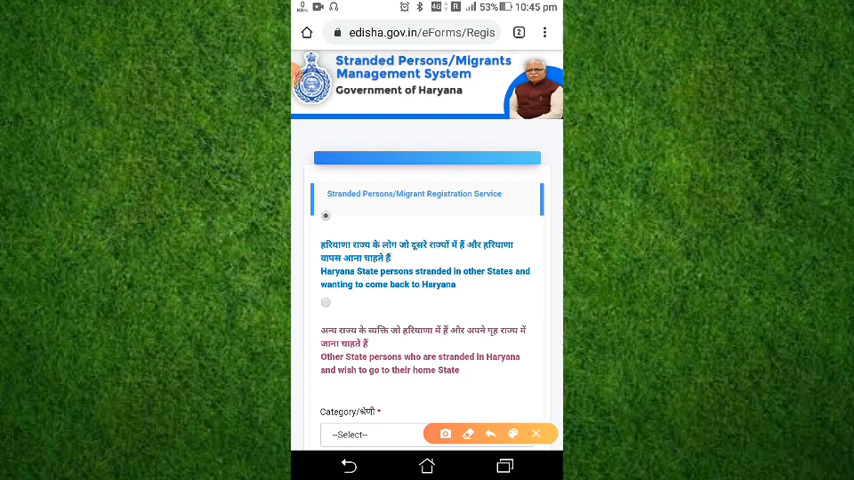 0
KB/s
4G
R
53%
10:45 pm
edisha.gov.in/eForms/Regis
2
Stranded Persons/Migrants
Management System
Government of Haryana
Stranded Persons/Migrant Registration Service
हरियाणा राज्य के लोग जो दूसरे राज्यों में हैं और हरियाणा
वापस आना चाहते हैं
Haryana State persons stranded in other States and
wanting to come back to Haryana
अन्य राज्य के व्यक्ति जो हरियाणा में हैं और अपने गृह राज्य में
जाना चाहते हैं
Other State persons who are stranded in Haryana
and wish to go to their home State
Category/श्रेणी *
--Select--